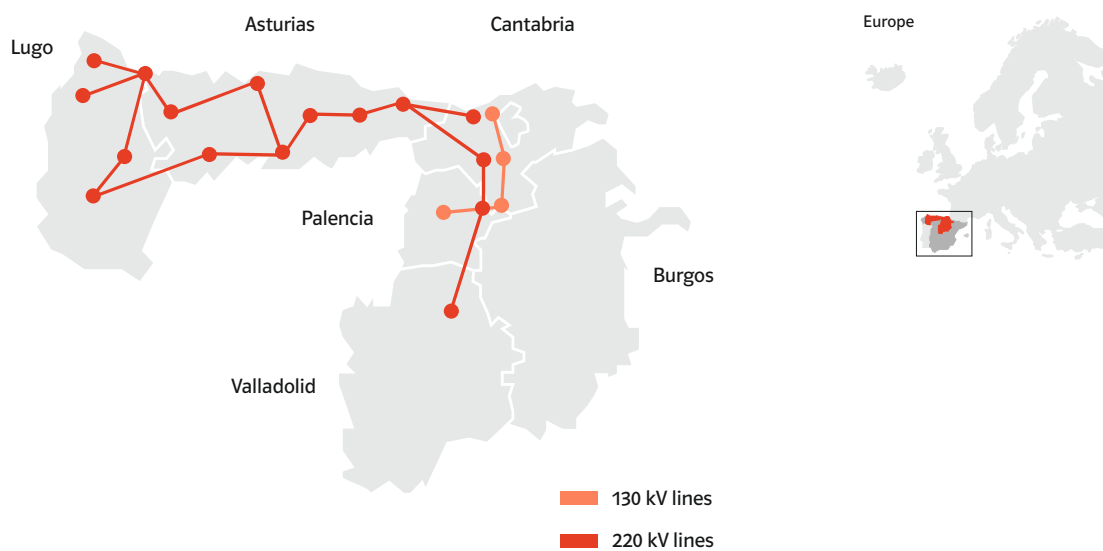 Asturias
Cantabria
Europe
Lugo
Palencia
Burgos
Valladolid
130 kV lines
220 kV lines